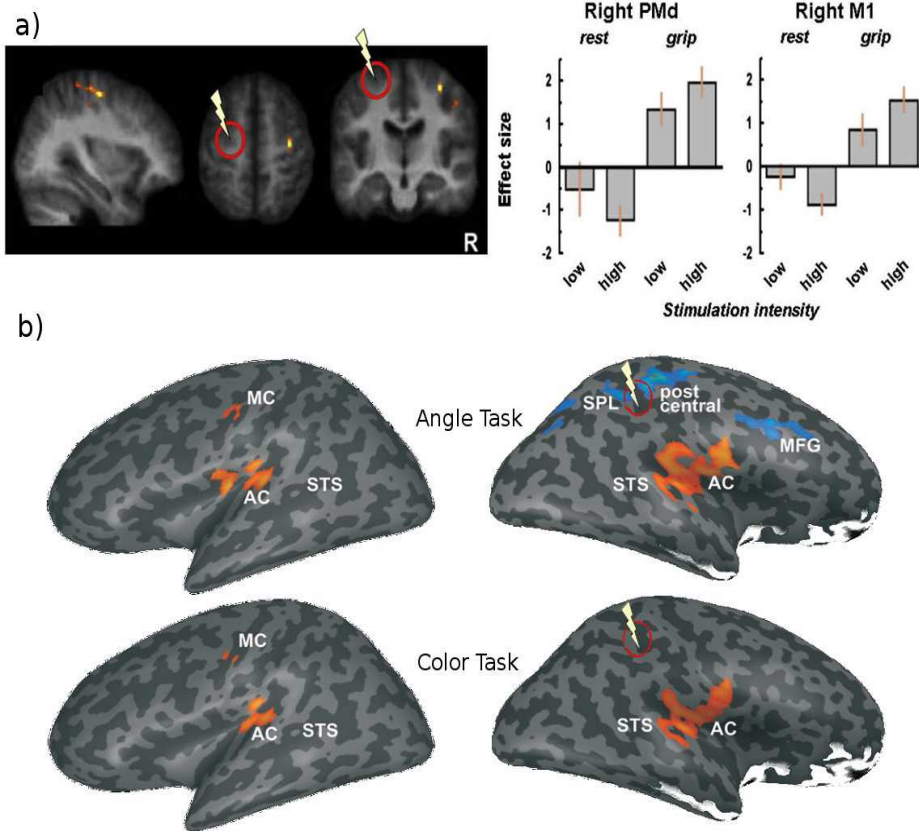 a)
R
Right PMd
rest grip
Effect size
2
1
0
-1
-2
low high low high
Right M1
rest grip
2
1
0
-1
-2
low high low high
Stimulation intensity
b)
MC
AC
STS
Angle Task
SPL
post
central
MFG
STS
AC
MC
AC
STS
Color Task
STS
AC